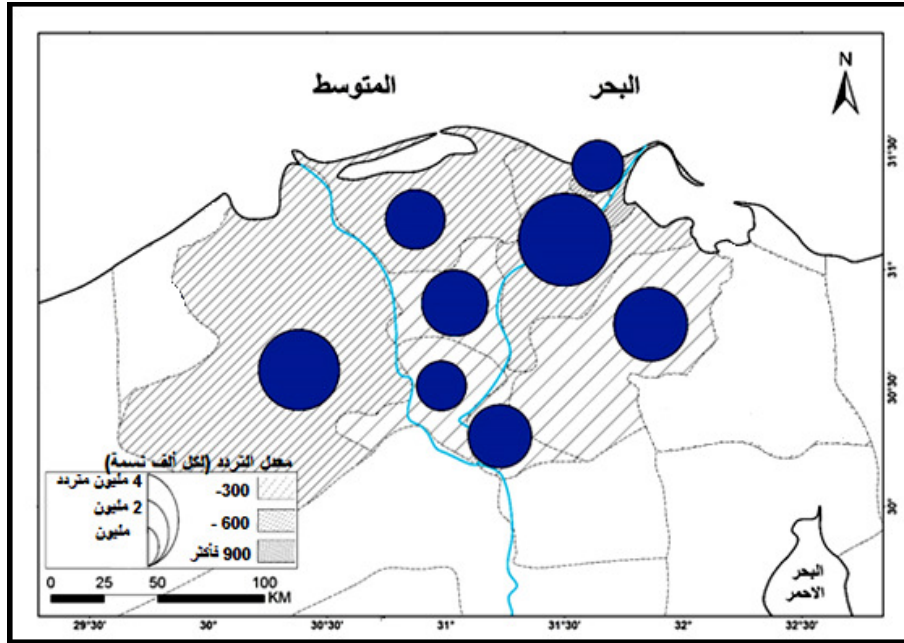 البحر المتوسط
N
31°30'
31°
30°30'
30°
معدل التردد (لكل ألف نسمة)
4 مليون متردد
2 مليون
مليون
300-
600 -
900 فأكثر
0 50 100
KM
البحر
الاحمر
29°30' 30° 30°30' 31° 31°30' 32° 32°30'